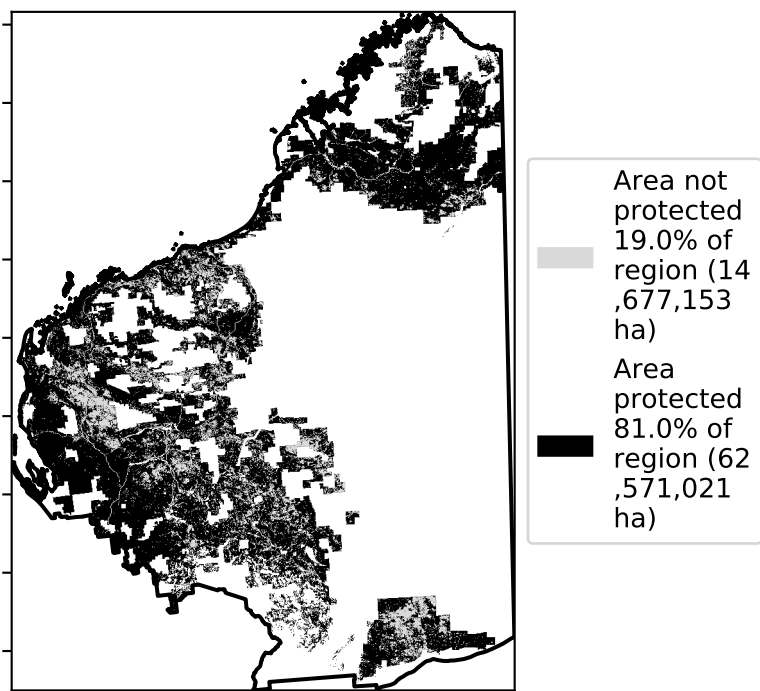 Area not
protected
19.0% of
region (14
,677,153
ha)
Area
protected
81.0% of
region (62
,571,021
ha)